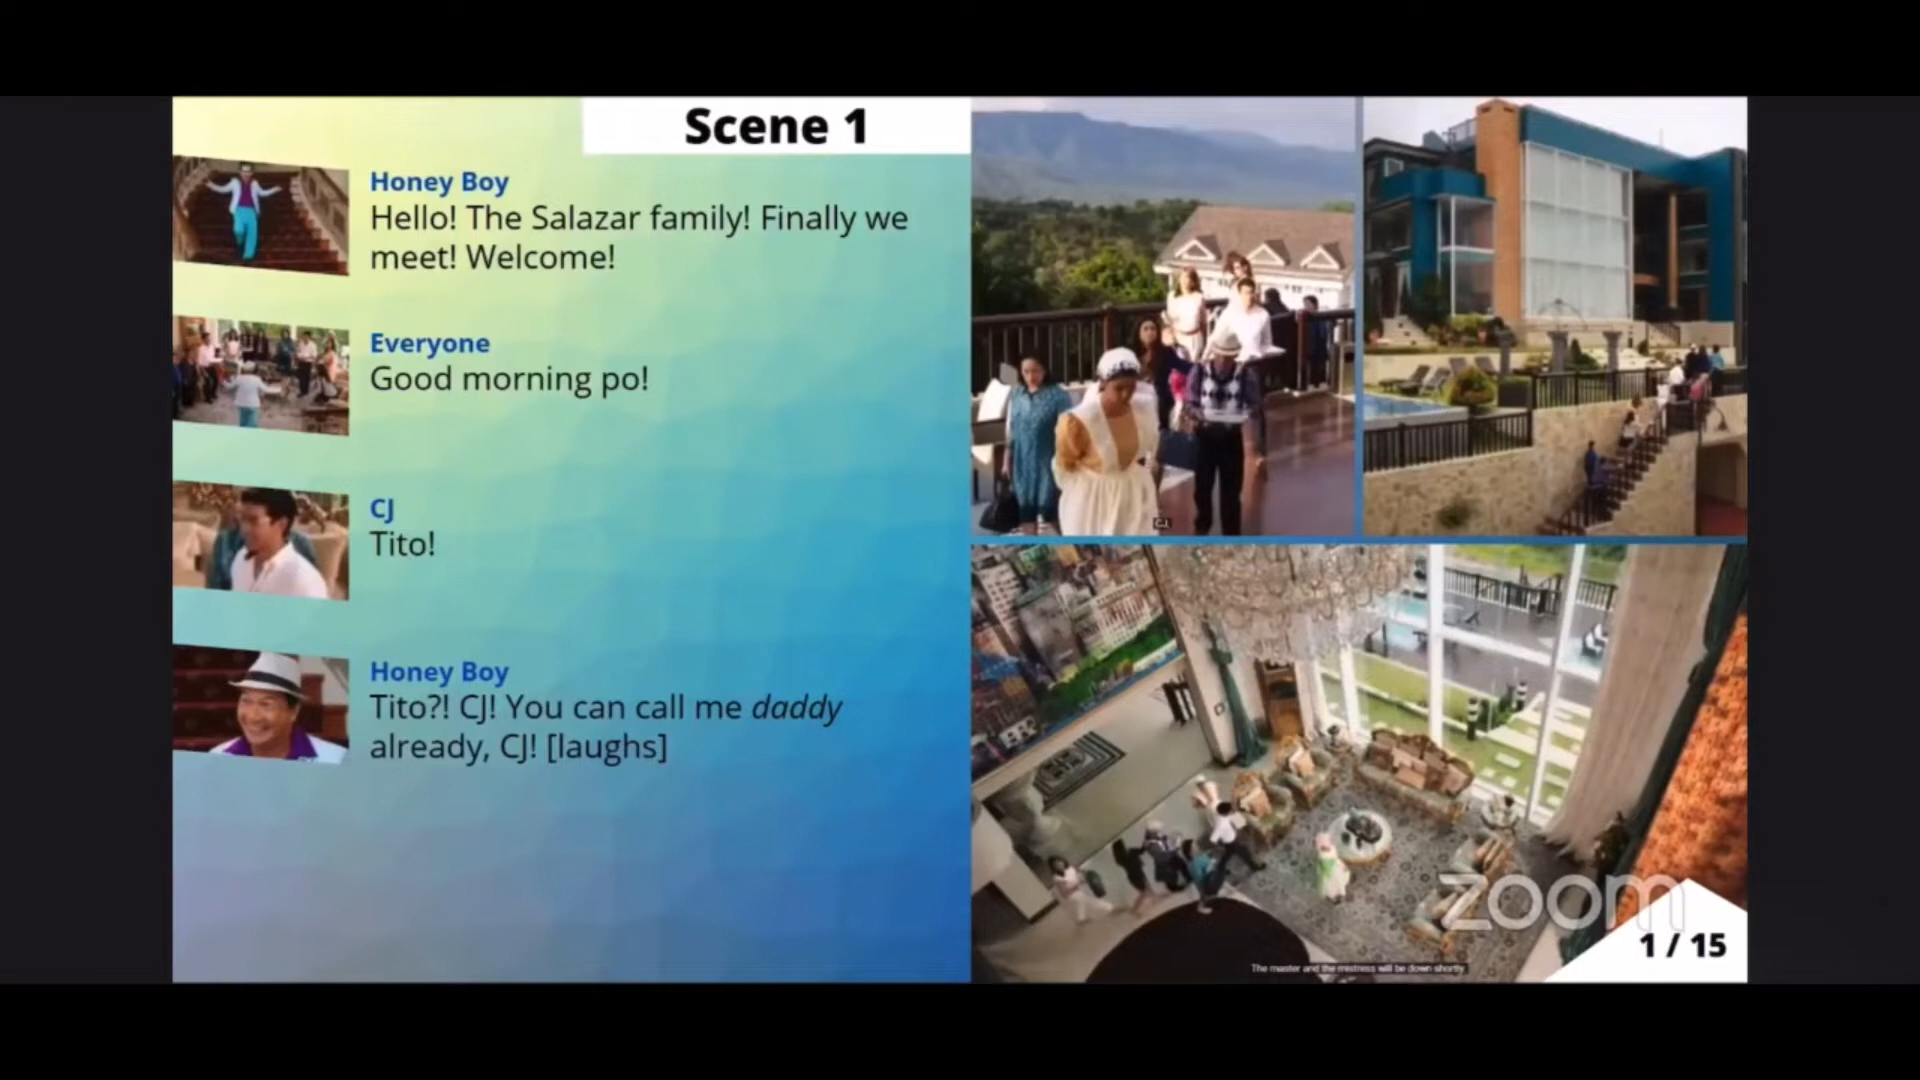 Scene 1
Honey Boy
Hello! The Salazar family! Finally we
meet! Welcome!
Everyone
Good morning po!
CJ
Tito!
Honey Boy
Tito?! CJ! You can call me daddy
already, CJ! [laughs]
CJ.
The master and the mistress will be down shortly.
zoom
1 / 15